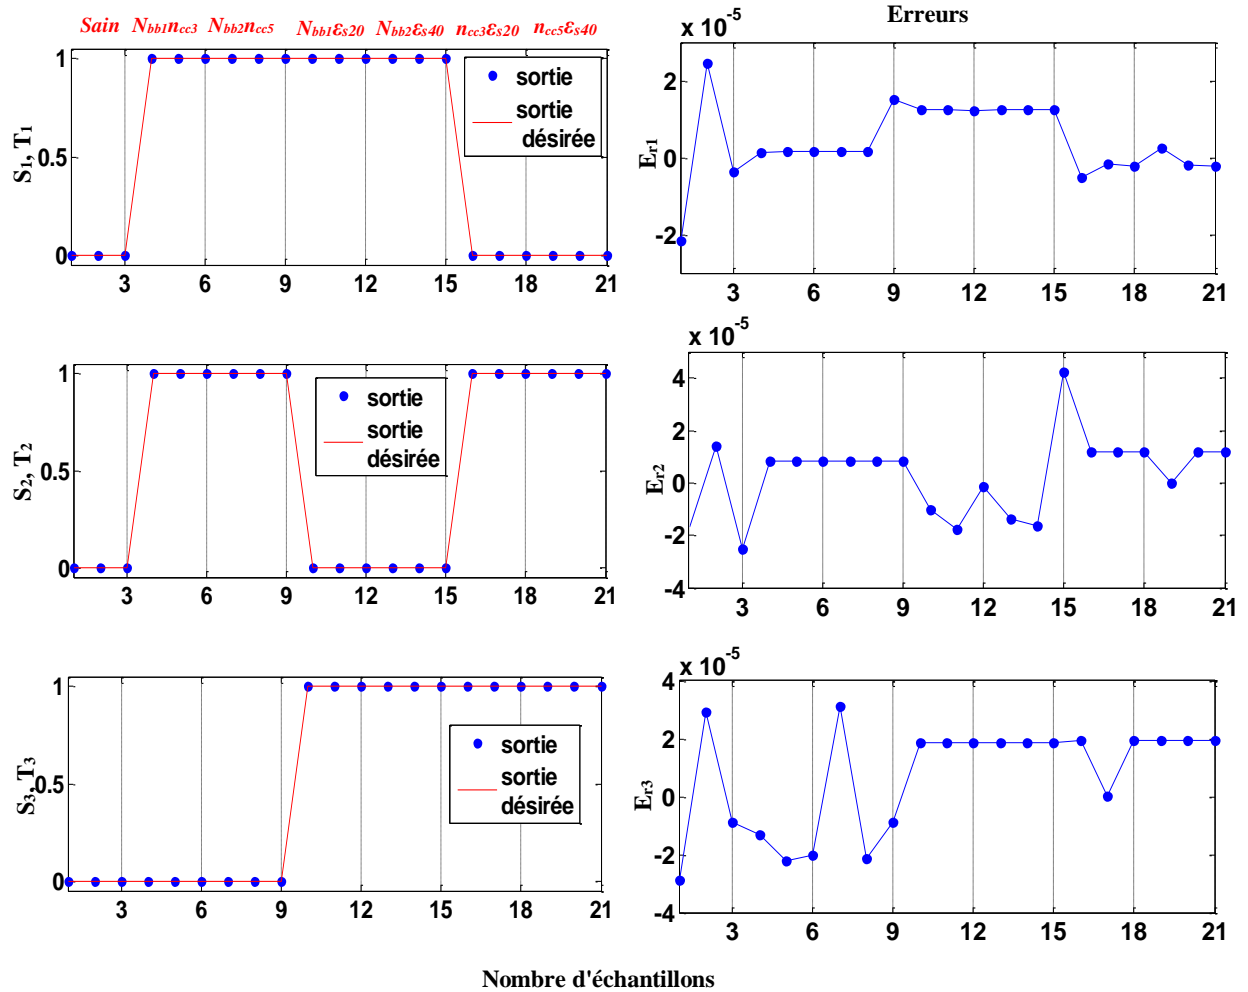 Sain Nbb1ncc3 Nbb2ncc5 Nbb1εs20 Nbb2εs40 ncc3εs20 ncc5εs40
Erreurs
S1, T1
1
0.5
0
sortie
sortie
désirée
3 6 9 12 15 18 21
x 10-5
Er1
2
0
-2
3 6 9 12 15 18 21
S2, T2
1
0.5
0
sortie
sortie
désirée
3 6 9 12 15 18 21
x 10-5
Er2
4
2
0
-2
-4
3 6 9 12 15 18 21
S3, T3
1
0.5
0
sortie
sortie
désirée
3 6 9 12 15 18 21
x 10-5
Er3
4
2
0
-2
-4
3 6 9 12 15 18 21
Nombre d'échantillons